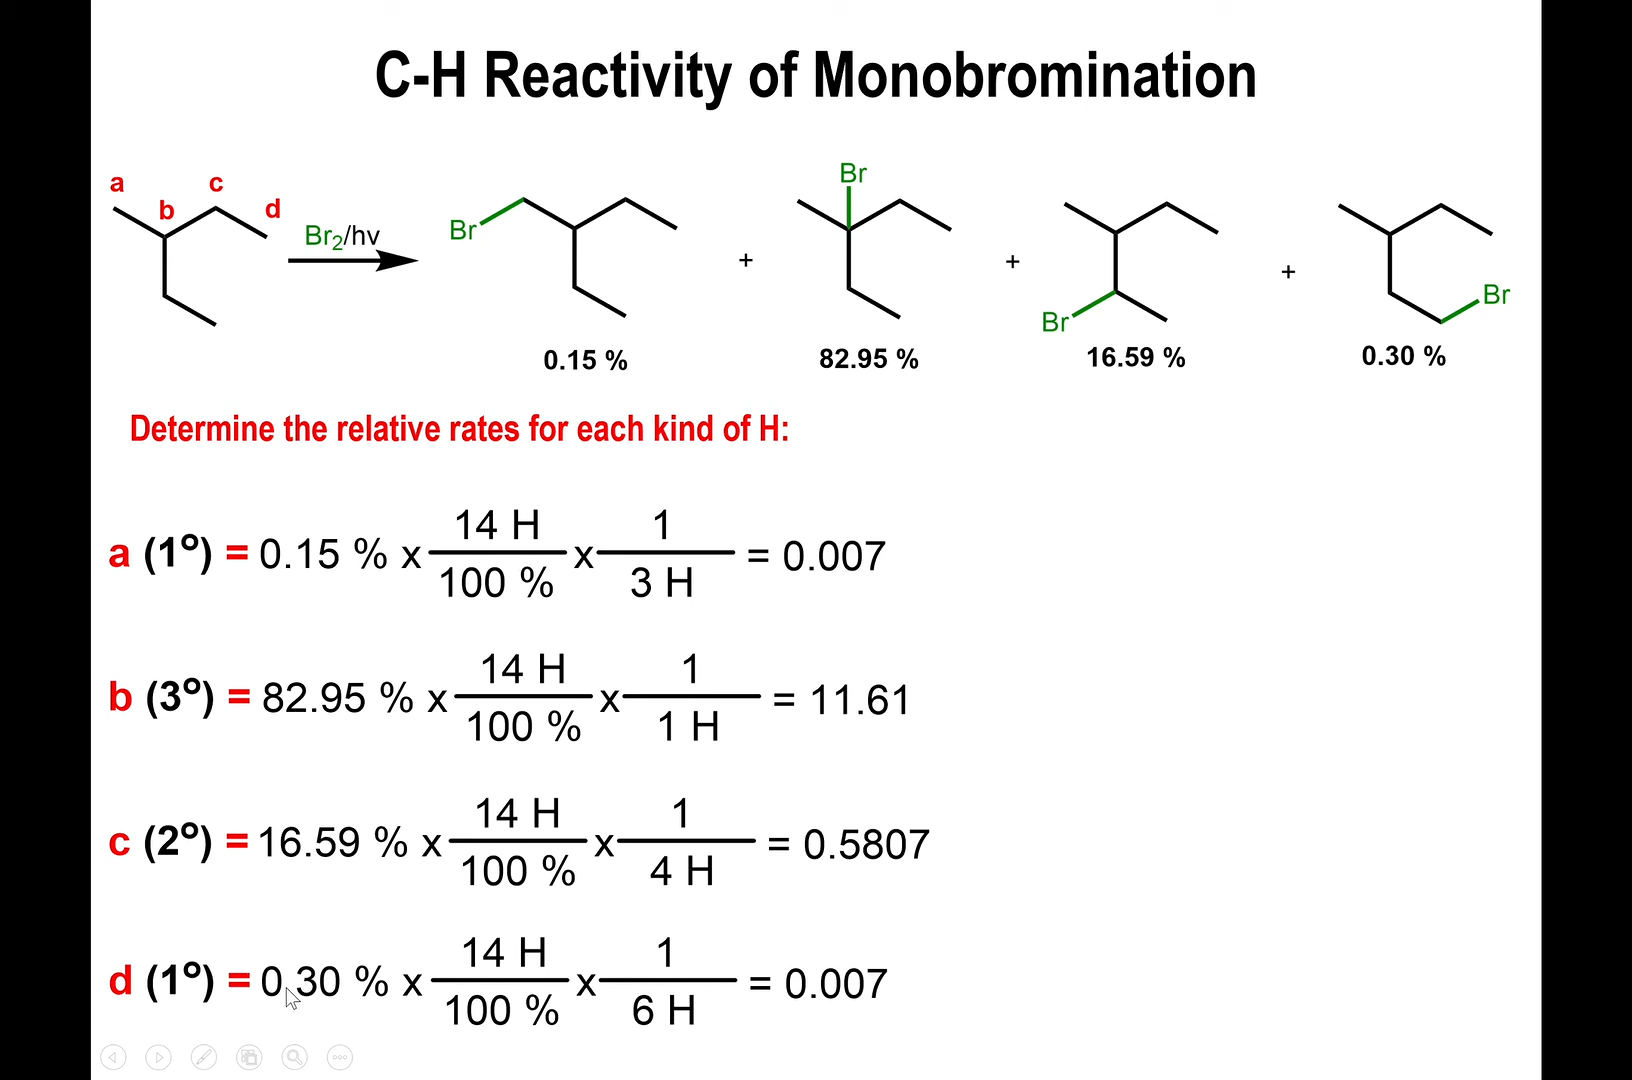 C-H Reactivity of Monobromination
a
b
c
d
Br₂/hv
Br
+
Br
+
Br
+
Br
0.15 %
82.95 %
16.59 %
0.30 %
Determine the relative rates for each kind of H:
a (1°) = 0.15 % x 14 H / 100 % x 1 / 3 H = 0.007
b (3°) = 82.95 % x 14 H / 100 % x 1 / 1 H = 11.61
c (2°) = 16.59 % x 14 H / 100 % x 1 / 4 H = 0.5807
d (1°) = 0.30 % x 14 H / 100 % x 1 / 6 H = 0.007